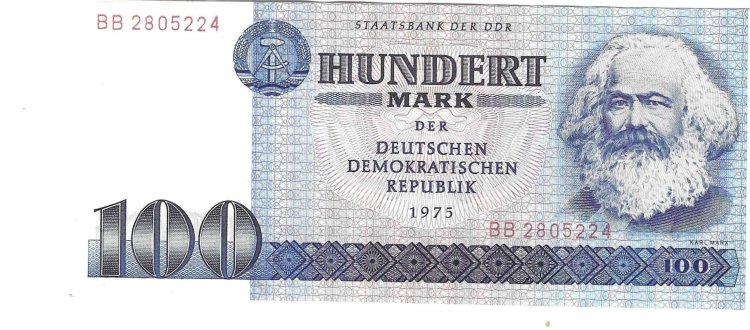 BB 2805224
STAATSBANK DER DDR
HUNDERT
MARK
DER
DEUTSCHEN
DEMOKRATISCHEN
REPUBLIK
1975
BB 2805224
KARL MARX
100
100